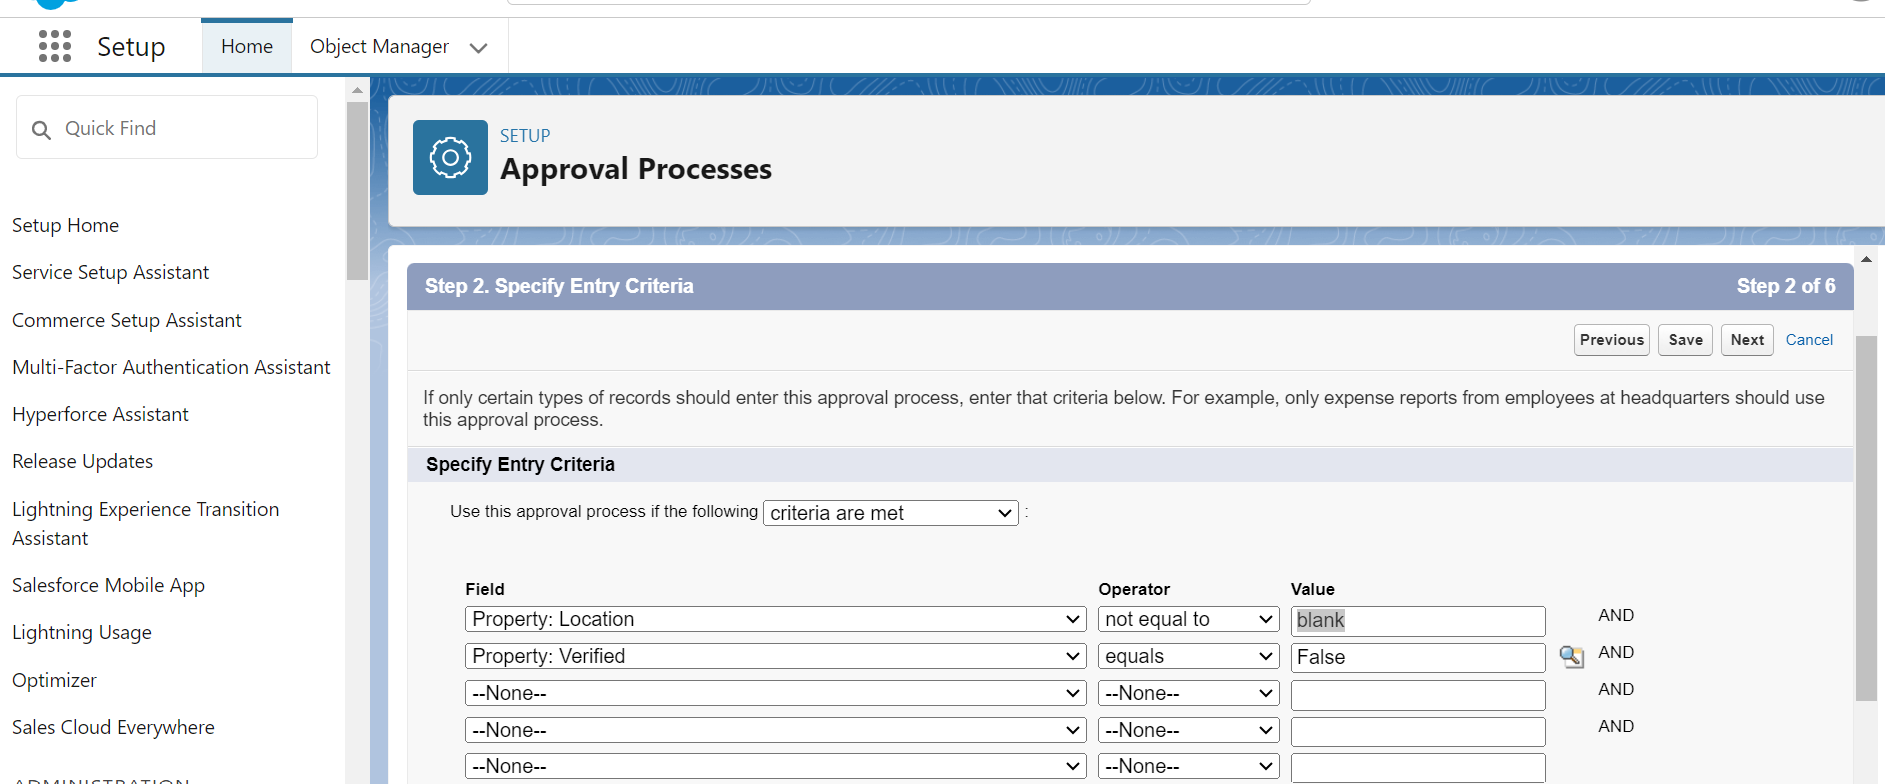 Setup
Home
Object Manager
Quick Find
Setup Home
Service Setup Assistant
Commerce Setup Assistant
Multi-Factor Authentication Assistant
Hyperforce Assistant
Release Updates
Lightning Experience Transition
Assistant
Salesforce Mobile App
Lightning Usage
Optimizer
Sales Cloud Everywhere
ADMINISTRATION
SETUP
Approval Processes
Step 2. Specify Entry Criteria Step 2 of 6
Previous Save Next Cancel
If only certain types of records should enter this approval process, enter that criteria below. For example, only expense reports from employees at headquarters should use
this approval process.
Specify Entry Criteria
Use this approval process if the following criteria are met :
Field Operator Value
Property: Location not equal to blank AND
Property: Verified equals False AND
--None-- --None-- AND
--None-- --None-- AND
--None-- --None--